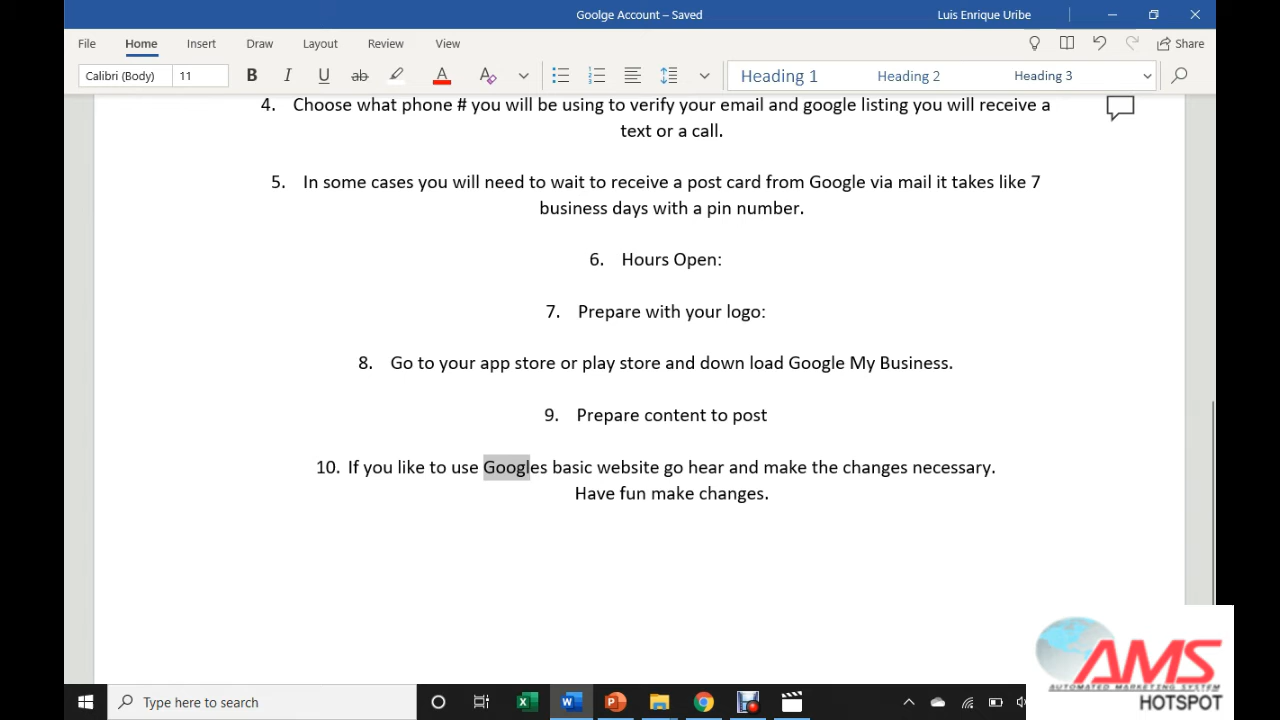 Goolge Account – Saved
Luis Enrique Uribe
File Home Insert Draw Layout Review View Share
Calibri (Body) 11 B I U ab A A Heading 1 Heading 2 Heading 3
4. Choose what phone # you will be using to verify your email and google listing you will receive a
text or a call.
5. In some cases you will need to wait to receive a post card from Google via mail it takes like 7
business days with a pin number.
6. Hours Open:
7. Prepare with your logo:
8. Go to your app store or play store and down load Google My Business.
9. Prepare content to post
10. If you like to use Googles basic website go hear and make the changes necessary.
Have fun make changes.
AMS
AUTOMATED MARKETING SYSTEM
HOTSPOT
Type here to search